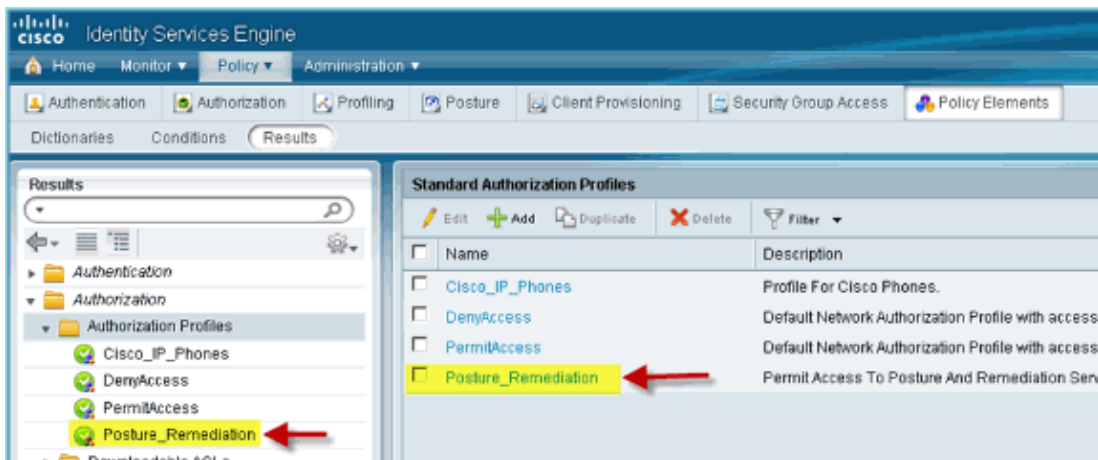 cisco Identity Services Engine
Home Monitor Policy Administration
Authentication Authorization Profiling Posture Client Provisioning Security Group Access Policy Elements
Dictionaries Conditions Results
Results
Authentication
Authorization
Authorization Profiles
Cisco_IP_Phones
DenyAccess
PermitAccess
Posture_Remediation
Standard Authorization Profiles
Edit Add Duplicate Delete Filter
Name Description
Cisco_IP_Phones Profile For Cisco Phones.
DenyAccess Default Network Authorization Profile with access
PermitAccess Default Network Authorization Profile with access
Posture_Remediation Permit Access To Posture And Remediation Serv